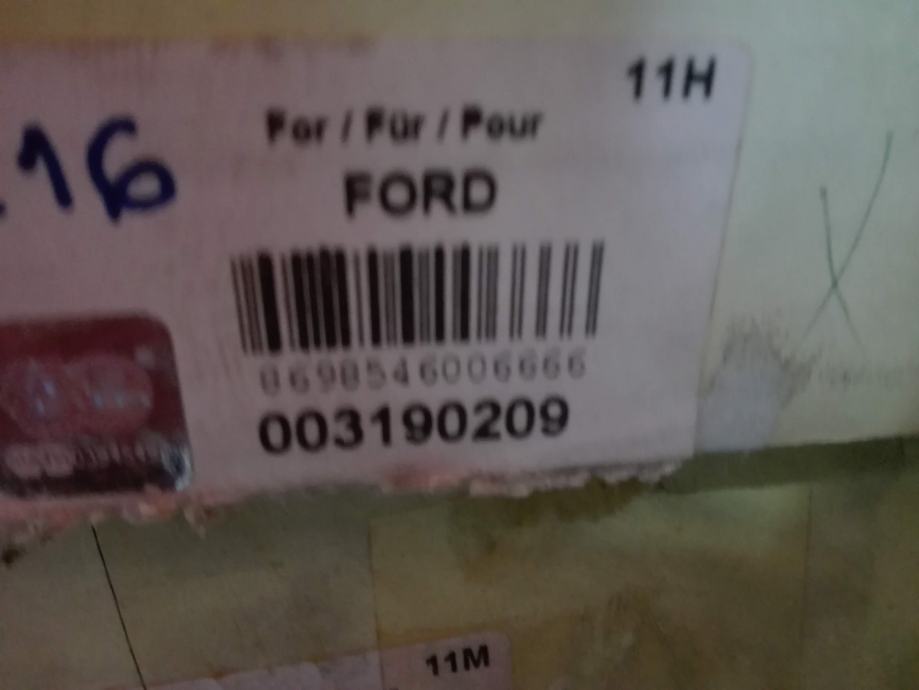 11H
.16
For / Für / Pour
FORD
8698546006666
003190209
11M